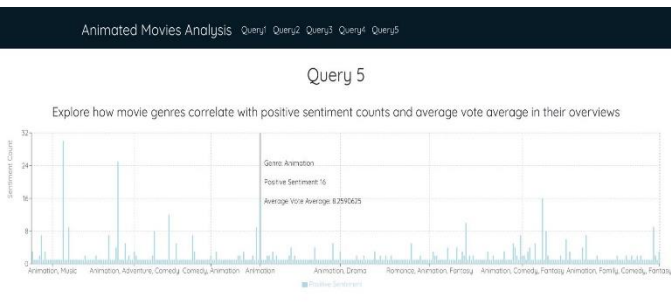 Animated Movies Analysis Query1 Query2 Query3 Query4 Query5
Query 5
Explore how movie genres correlate with positive sentiment counts and average vote average in their overviews
32
24
16
8
0
Sentiment Count
Genre: Animation
Positive Sentiment: 16
Average Vote Average: 8.2590625
Animation, Music Animation, Adventure, Comedy Comedy, Animation Animation Animation, Drama Romance, Animation, Fantasy Animation, Comedy, Fantasy Animation, Family, Comedy, Fantasy
Positive Sentiment